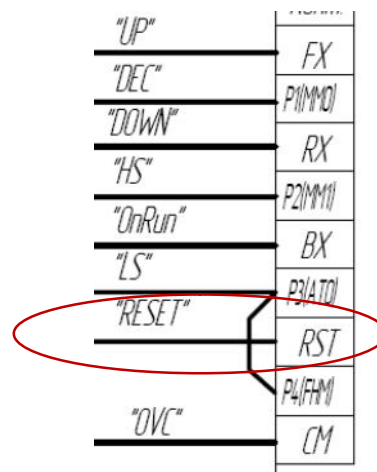 "UP"
FX
"DEC"
P1(MM0)
"DOWN"
RX
"HS"
P2(MM1)
"OnRun"
BX
"LS"
P3(AT0)
"RESET"
RST
P4(FHM)
"OVC"
CM